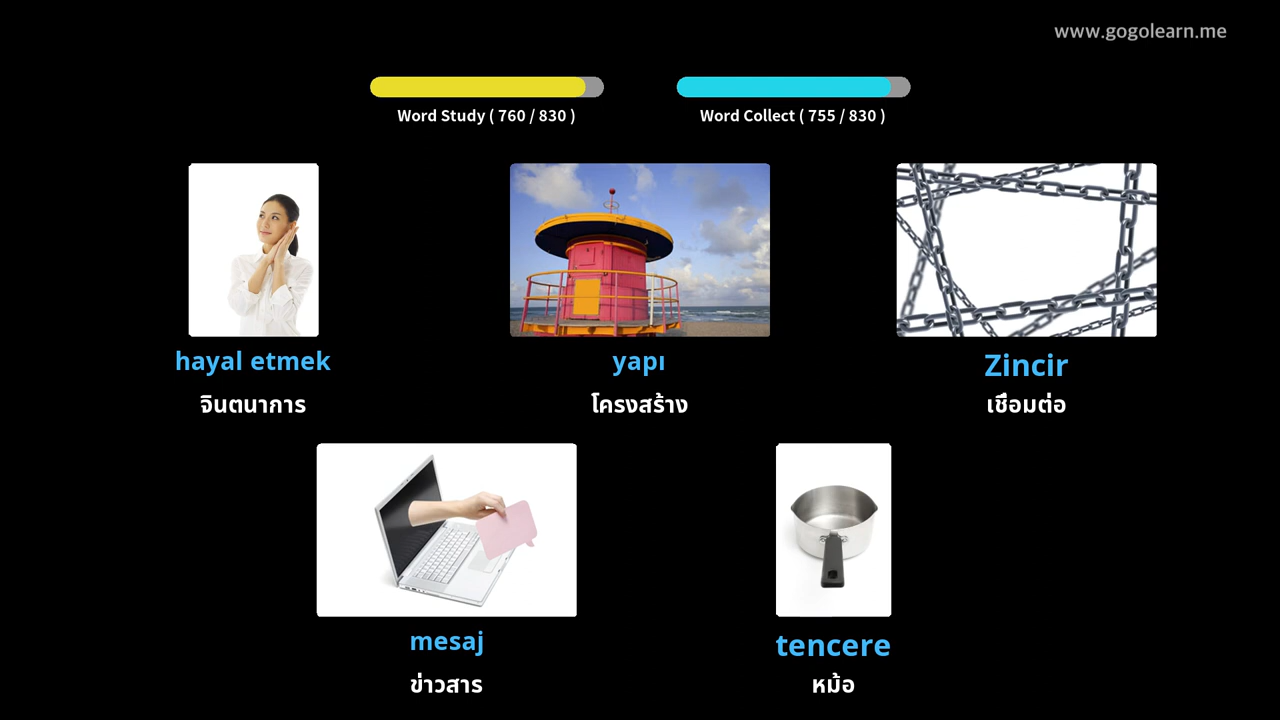 www.gogolearn.me
Word Study ( 760 / 830 )
Word Collect ( 755 / 830 )
hayal etmek
จินตนาการ
yapı
โครงสร้าง
Zincir
เชื่อมต่อ
mesaj
ข่าวสาร
tencere
หม้อ